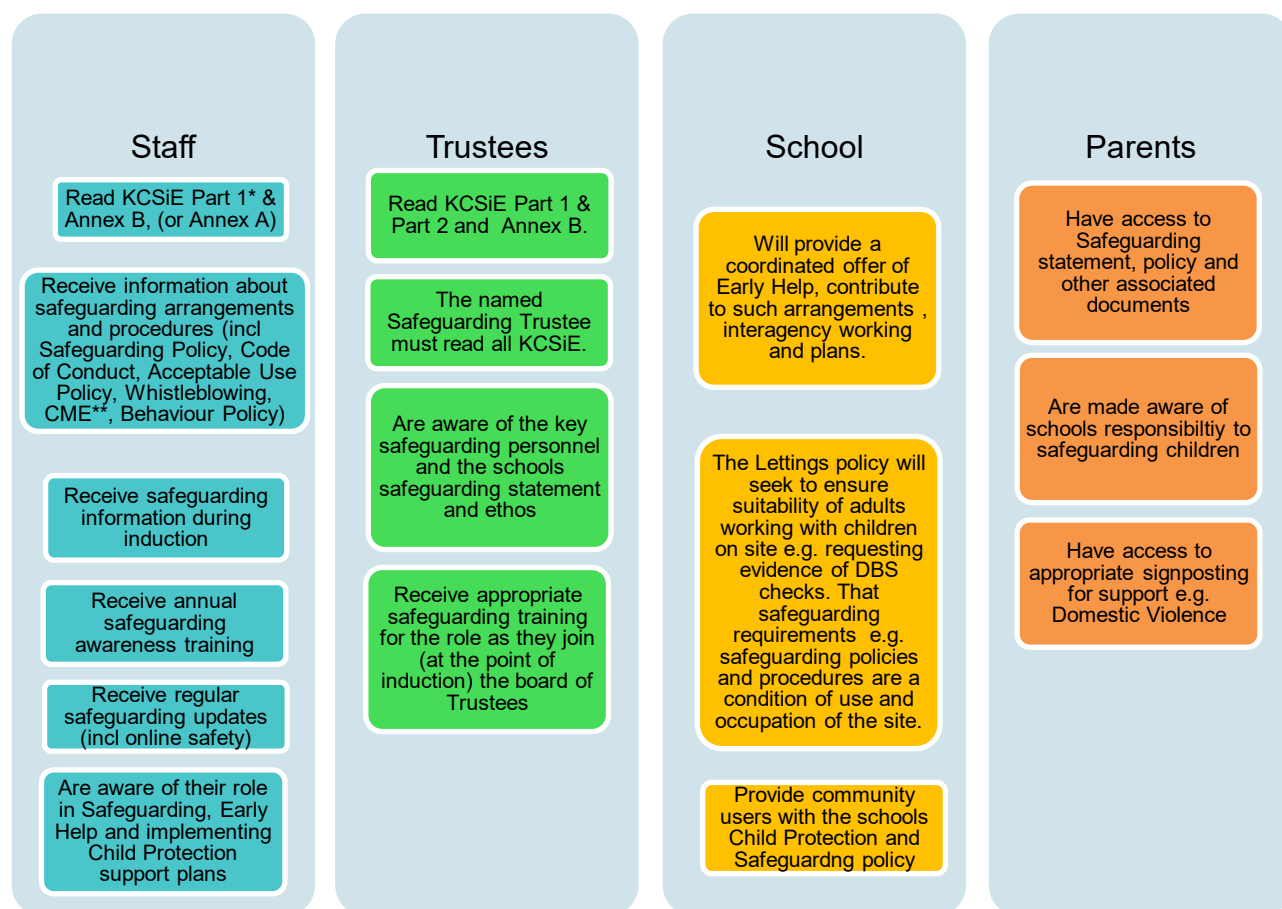 Staff
Read KCSiE Part 1* &
Annex B, (or Annex A)
Receive information about
safeguarding arrangements
and procedures (incl
Safeguarding Policy, Code
of Conduct, Acceptable Use
Policy, Whistleblowing,
CME**, Behaviour Policy)
Receive safeguarding
information during
induction
Receive annual
safeguarding
awareness training
Receive regular
safeguarding updates
(incl online safety)
Are aware of their role
in Safeguarding, Early
Help and implementing
Child Protection
support plans
Trustees
Read KCSiE Part 1 &
Part 2 and Annex B.
The named
Safeguarding Trustee
must read all KCSiE.
Are aware of the key
safeguarding personnel
and the schools
safeguarding statement
and ethos
Receive appropriate
safeguarding training
for the role as they join
(at the point of
induction) the board of
Trustees
School
Will provide a
coordinated offer of
Early Help, contribute
to such arrangements ,
interagency working
and plans.
The Lettings policy will
seek to ensure
suitability of adults
working with children
on site e.g. requesting
evidence of DBS
checks. That
safeguarding
requirements e.g.
safeguarding policies
and procedures are a
condition of use and
occupation of the site.
Provide community
users with the schools
Child Protection and
Safeguardng policy
Parents
Have access to
Safeguarding
statement, policy and
other associated
documents
Are made aware of
schools responsibiltiy to
safeguarding children
Have access to
appropriate signposting
for support e.g.
Domestic Violence